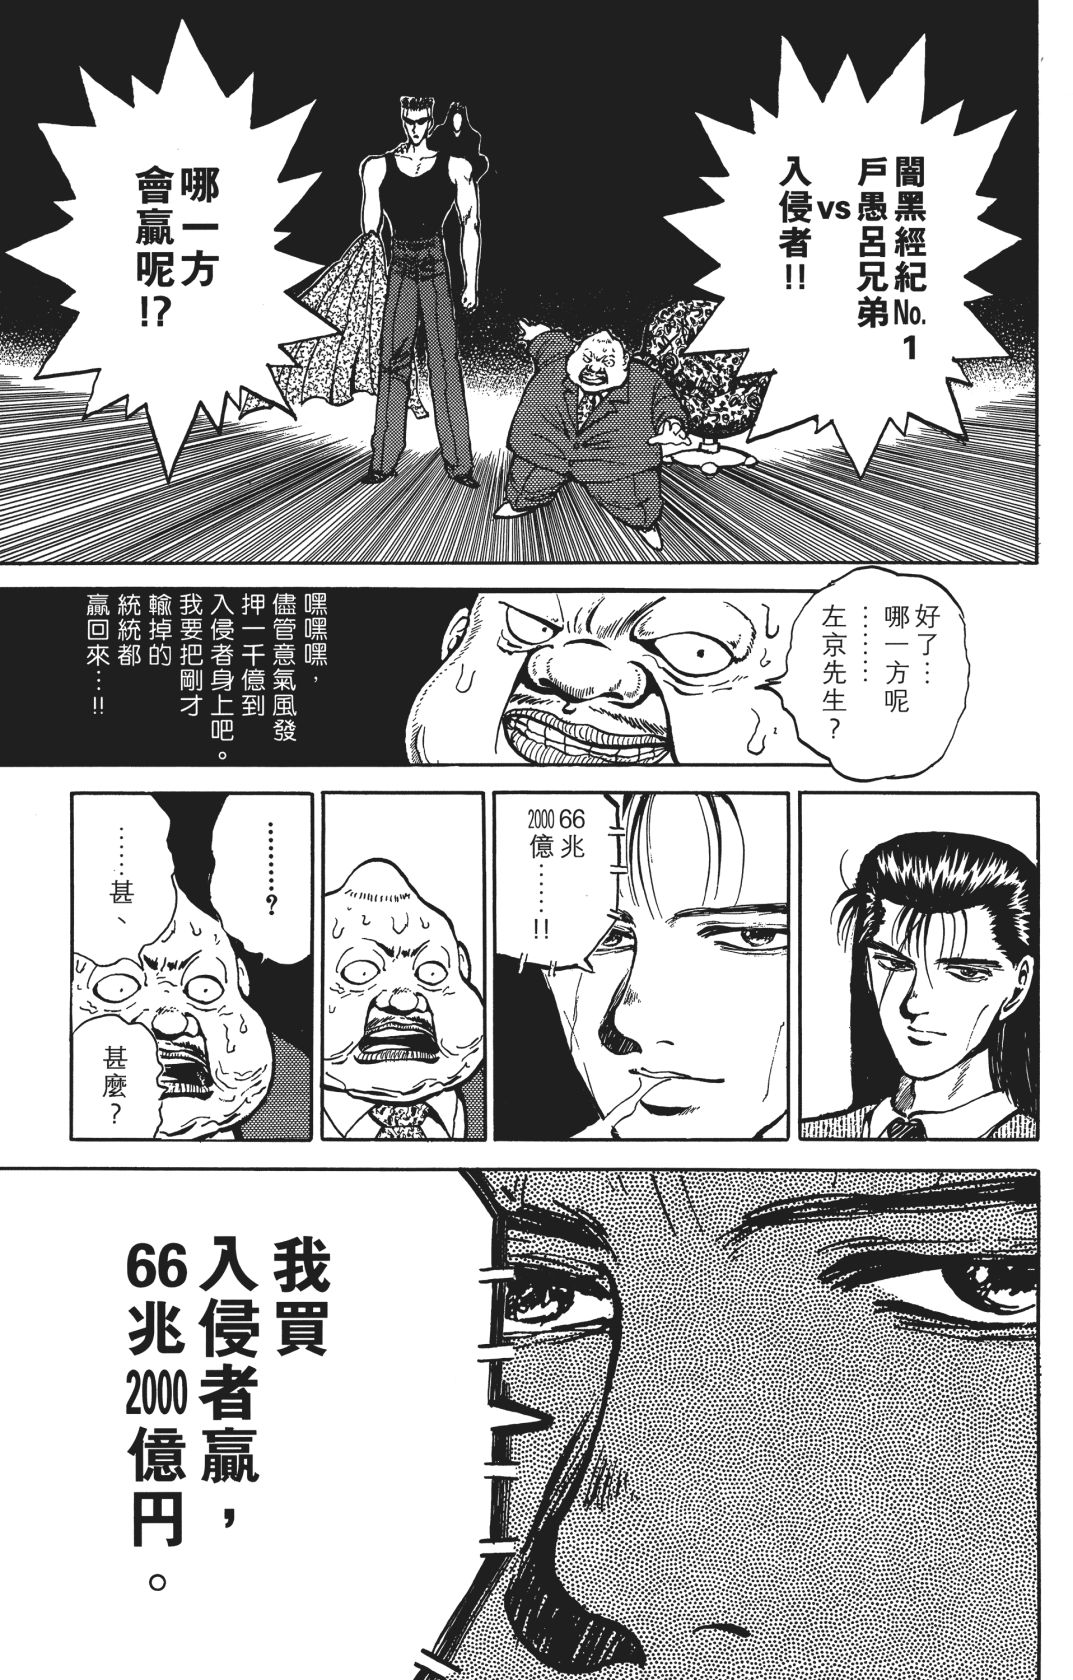 闇黑經紀No.1
戶愚呂兄弟
vs
入侵者!!
哪一方
會贏呢!?
好了…
哪一方呢
………
左京先生?
嘿嘿嘿,
儘管意氣風發
押一千億到
入侵者身上吧。
我要把剛才
輸掉的
統統都
贏回來…!!
66兆
2000億……!!
……?
……甚、
甚麼?
我買
入侵者贏,
66兆2000億円。